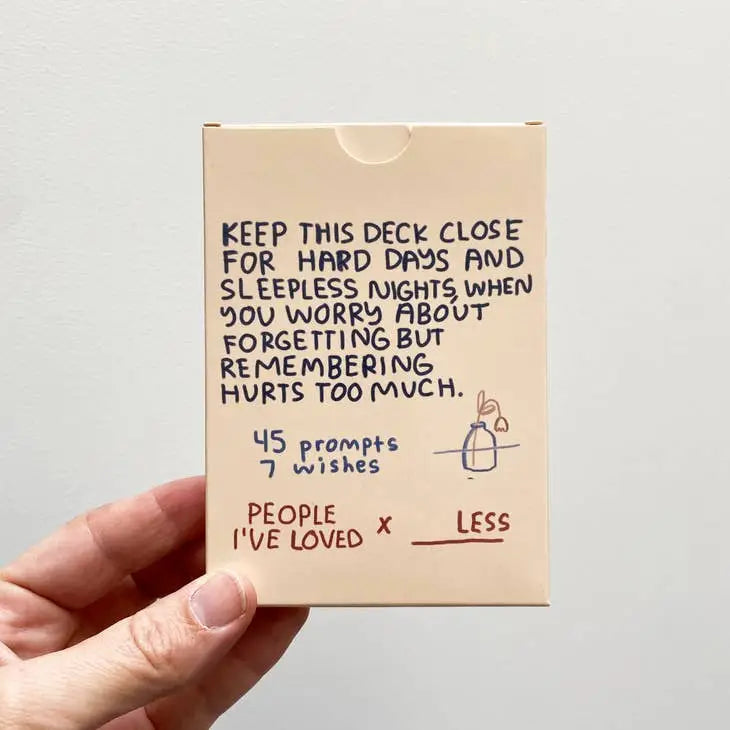 KEEP THIS DECK CLOSE
FOR HARD DAYS AND
SLEEPLESS NIGHTS, WHEN
YOU WORRY ABOUT
FORGETTING BUT
REMEMBERING
HURTS TOO MUCH.
45 prompts
7 wishes
PEOPLE
I'VE LOVED x ____LESS